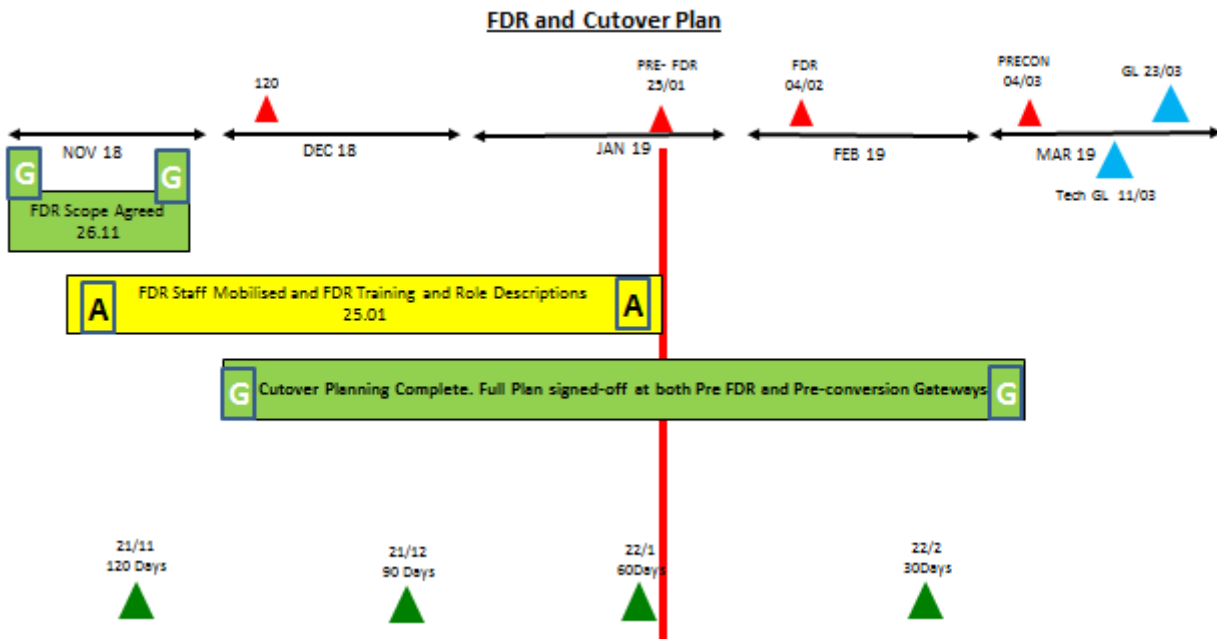 FDR and Cutover Plan
120
PRE- FDR
25/01
FDR
04/02
PRECON
04/03
GL 23/03
NOV 18
DEC 18
JAN 19
FEB 19
MAR 19
Tech GL 11/03
G
G
FDR Scope Agreed
26.11
A
FDR Staff Mobilised and FDR Training and Role Descriptions
25.01
A
G
Cutover Planning Complete. Full Plan signed-off at both Pre FDR and Pre-conversion Gateways
G
21/11
120 Days
21/12
90 Days
22/1
60Days
22/2
30Days